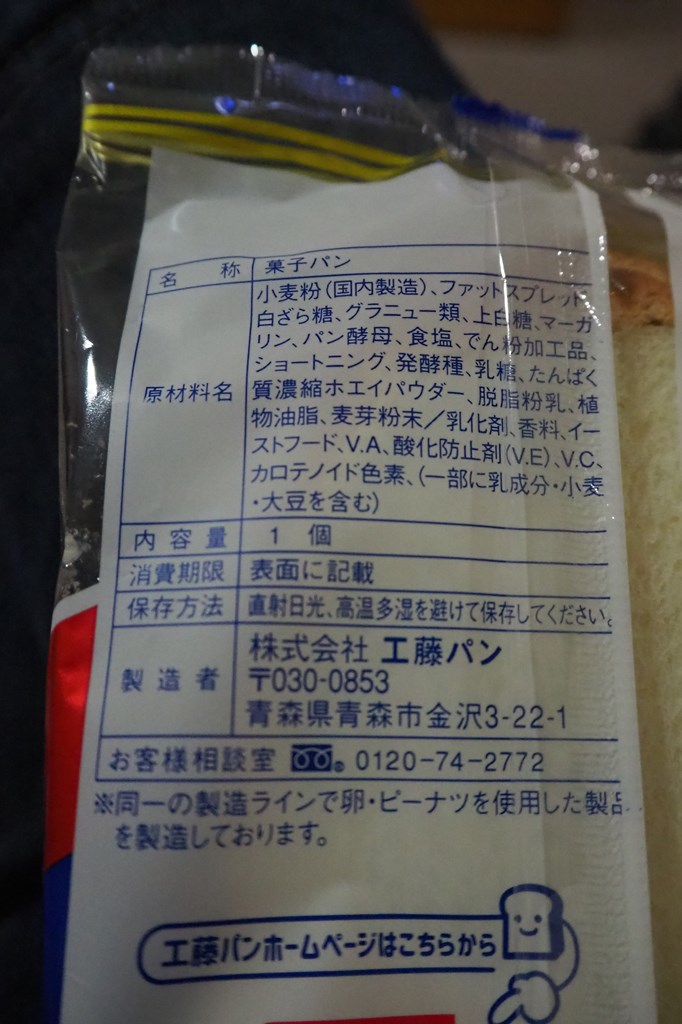 名称 菓子パン
原材料名
小麦粉(国内製造)、ファットスプレッド、
白ざら糖、グラニュー類、上白糖、マーガ
リン、パン酵母、食塩、でん粉加工品、
ショートニング、発酵種、乳糖、たんぱく
質濃縮ホエイパウダー、脱脂粉乳、植
物油脂、麦芽粉末／乳化剤、香料、イー
ストフード、V.A、酸化防止剤(V.E)、V.C、
カロテノイド色素、(一部に乳成分・小麦
・大豆を含む)
内容量 1個
消費期限 表面に記載
保存方法 直射日光、高温多湿を避けて保存してください。
製造者
株式会社 工藤パン
〒030-0853
青森県青森市金沢3-22-1
お客様相談室 0120-74-2772
※同一の製造ラインで卵・ピーナツを使用した製品
を製造しております。
工藤パンホームページはこちらから